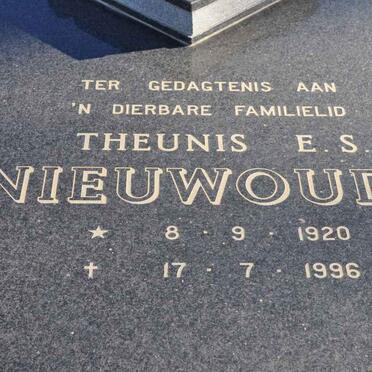 TER GEDAGTENIS AAN
'N DIERBARE FAMILIELID
THEUNIS E.S.
NIEUWOUD
★ 8 · 9 · 1920
✝ 17 · 7 · 1996